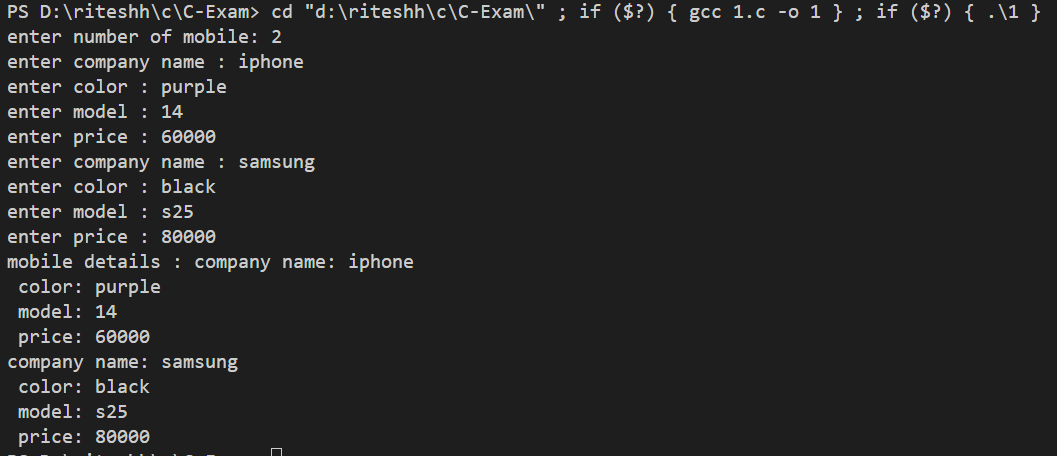 PS D:\riteshh\c\C-Exam> cd "d:\riteshh\c\C-Exam\" ; if ($?) { gcc 1.c -o 1 } ; if ($?) { .\1 }
enter number of mobile: 2
enter company name : iphone
enter color : purple
enter model : 14
enter price : 60000
enter company name : samsung
enter color : black
enter model : s25
enter price : 80000
mobile details : company name: iphone
 color: purple
 model: 14
 price: 60000
company name: samsung
 color: black
 model: s25
 price: 80000